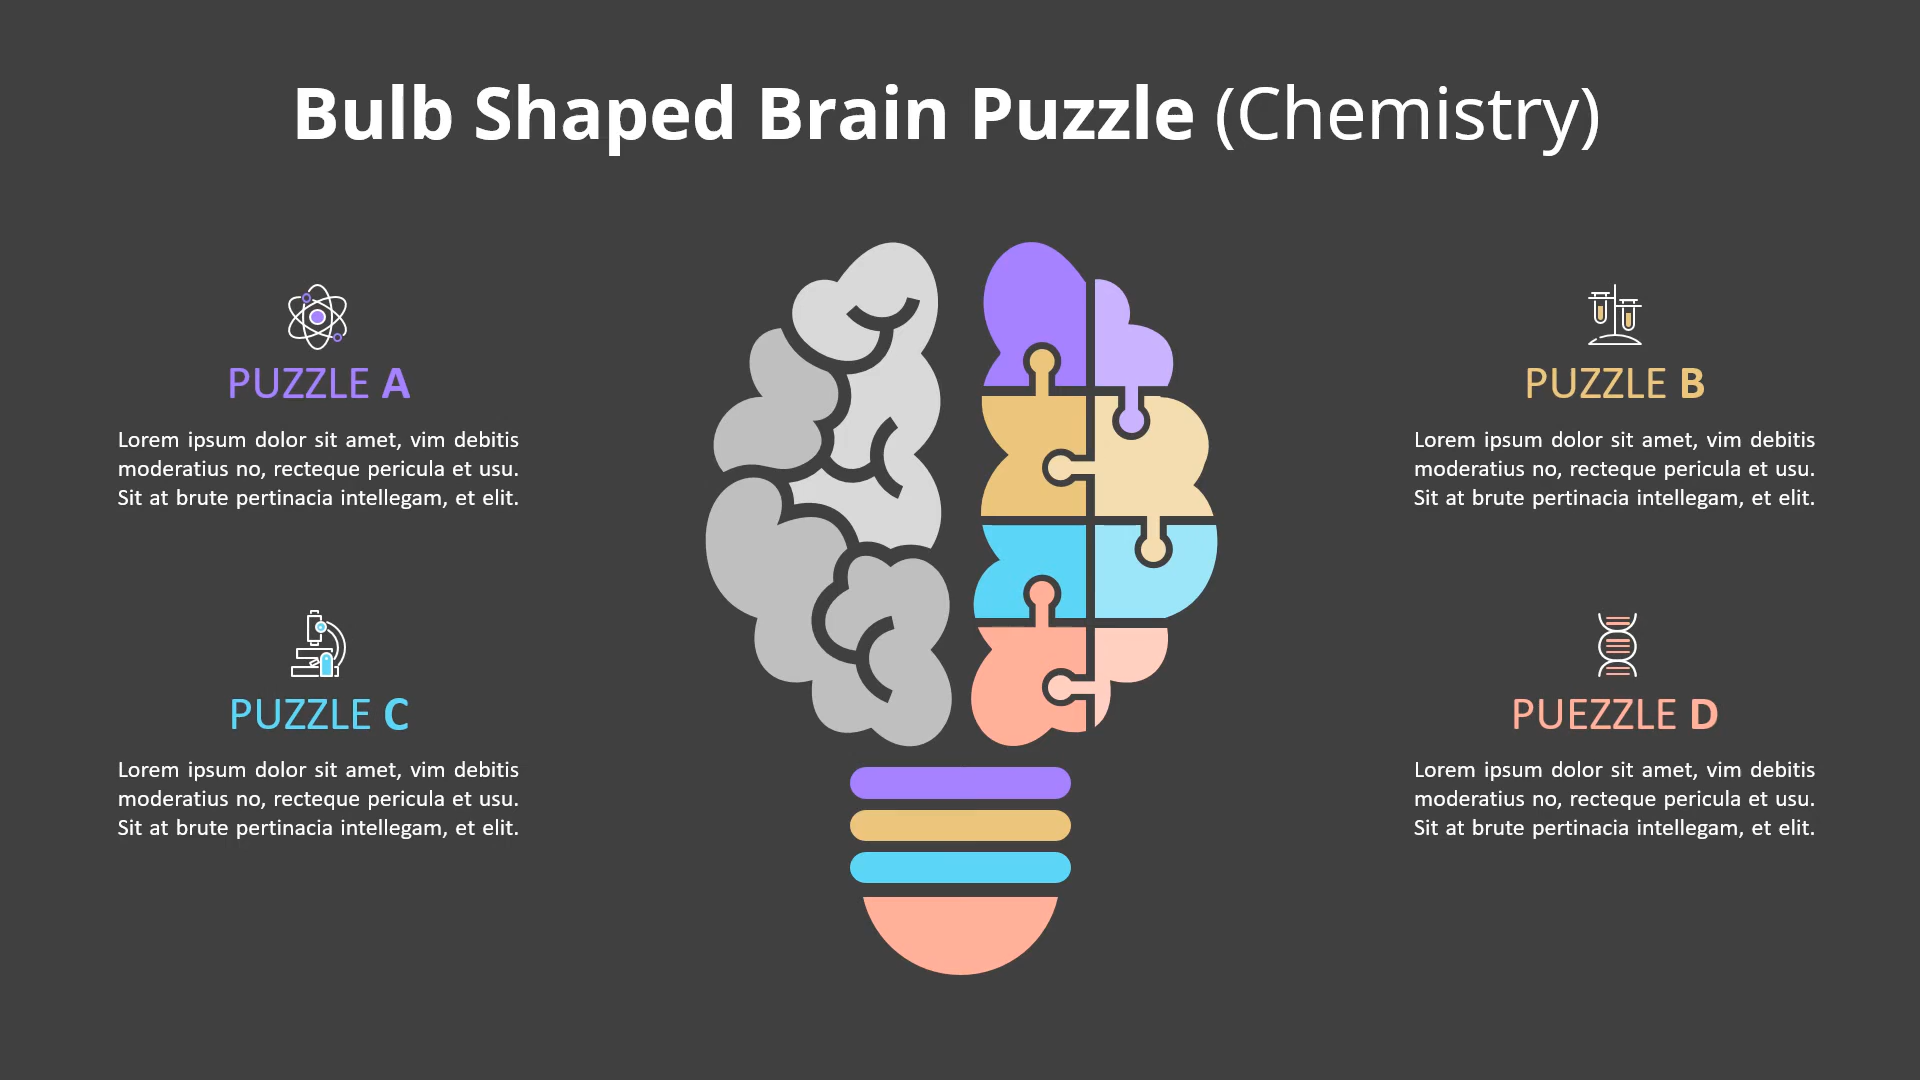 Bulb Shaped Brain Puzzle (Chemistry)
PUZZLE A
Lorem ipsum dolor sit amet, vim debitis
moderatius no, recteque pericula et usu.
Sit at brute pertinacia intellegam, et elit.
PUZZLE B
Lorem ipsum dolor sit amet, vim debitis
moderatius no, recteque pericula et usu.
Sit at brute pertinacia intellegam, et elit.
PUZZLE C
Lorem ipsum dolor sit amet, vim debitis
moderatius no, recteque pericula et usu.
Sit at brute pertinacia intellegam, et elit.
PUEZZLE D
Lorem ipsum dolor sit amet, vim debitis
moderatius no, recteque pericula et usu.
Sit at brute pertinacia intellegam, et elit.